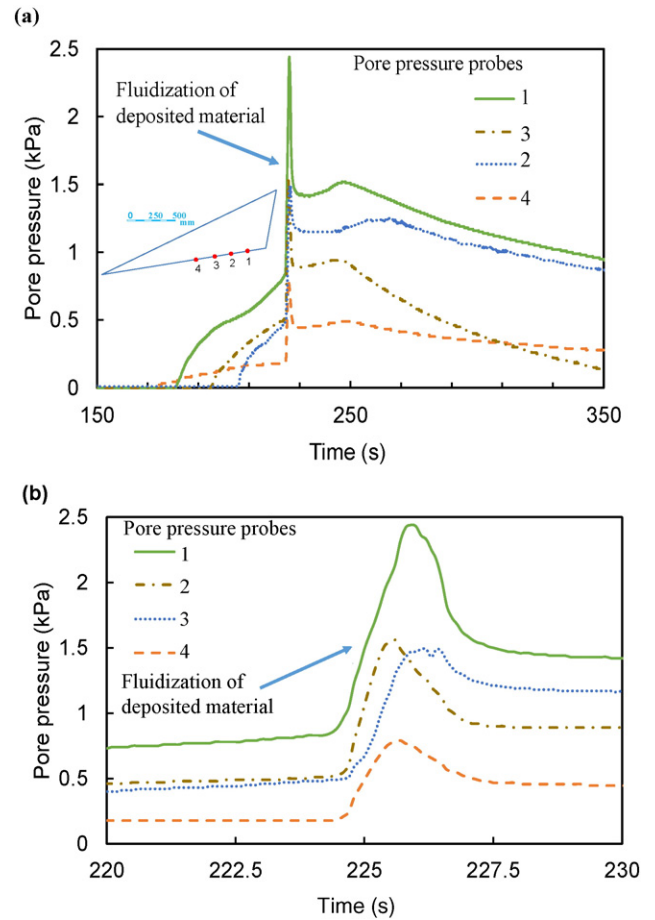 (a)
2.5
2
1.5
1
0.5
0
Pore pressure (kPa)
Fluidization of
deposited material
Pore pressure probes
1
3
2
4
0 250 500
mm
4 3 2 1
150 250 350
Time (s)
(b)
2.5
2
1.5
1
0.5
0
Pore pressure (kPa)
Pore pressure probes
1
2
3
4
Fluidization of
deposited material
220 222.5 225 227.5 230
Time (s)